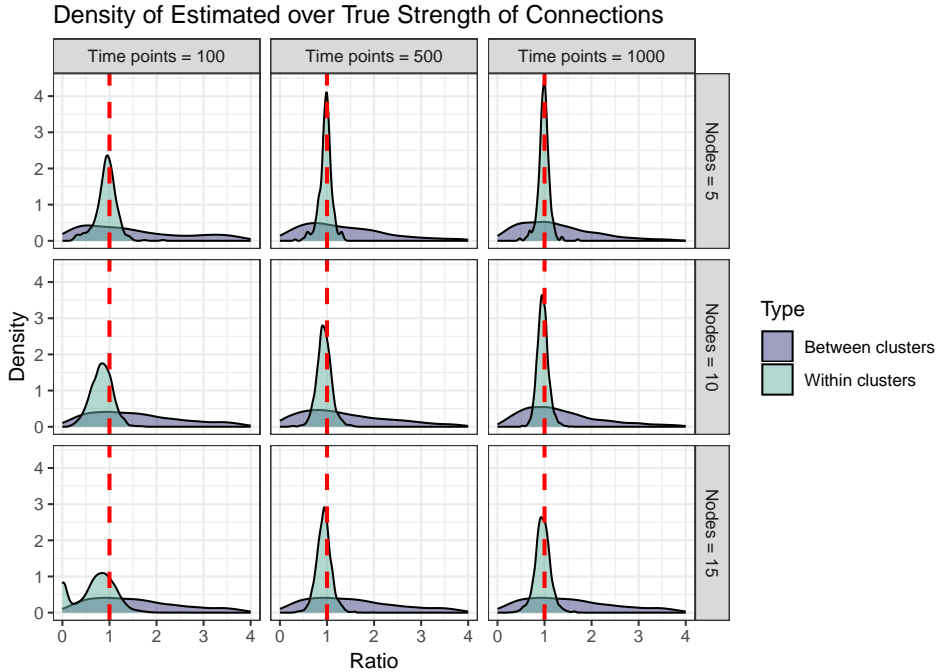 Density of Estimated over True Strength of Connections
Time points = 100
Time points = 500
Time points = 1000
Density
4
3
2
1
0
Nodes = 5
4
3
2
1
0
Nodes = 10
4
3
2
1
0
Nodes = 15
0 1 2 3 4
0 1 2 3 4
0 1 2 3 4
Ratio
Type
Between clusters
Within clusters